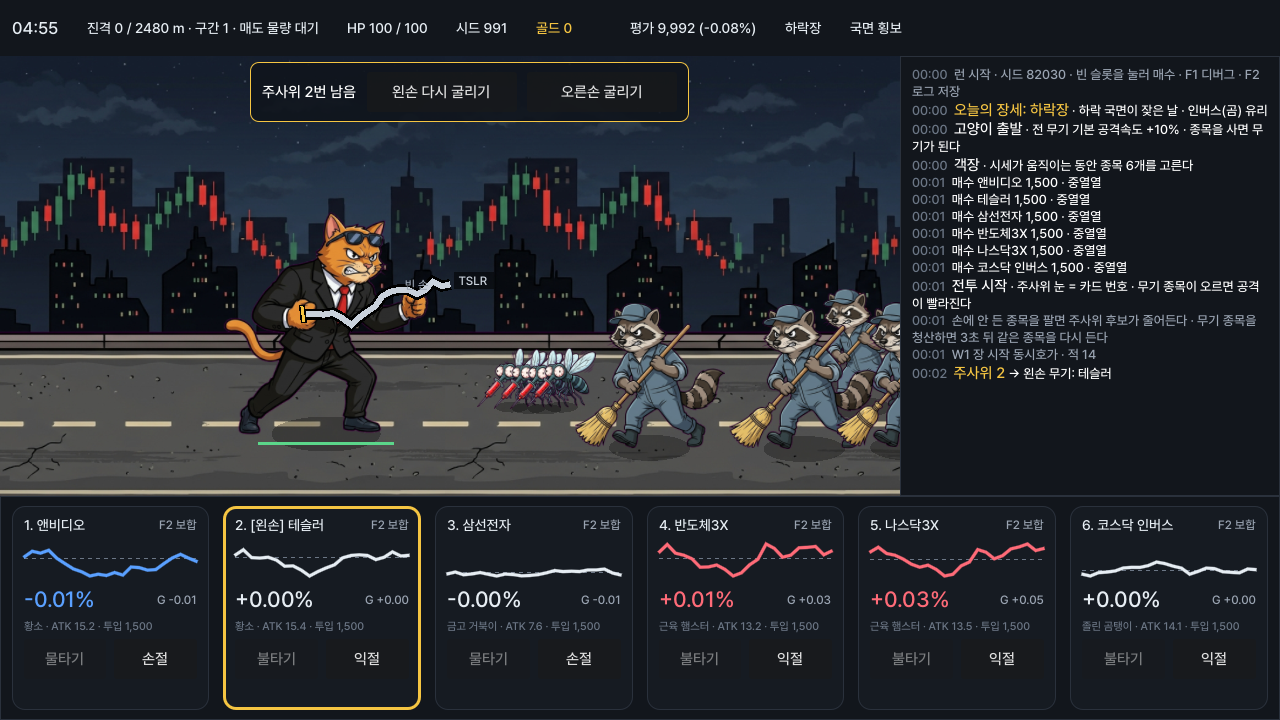 04:55 진격 0 / 2480 m · 구간 1 · 매도 물량 대기 HP 100 / 100 시드 991 골드 0 평가 9,992 (-0.08%) 하락장 국면 횡보
주사위 2번 남음 왼손 다시 굴리기 오른손 굴리기
TSLR
00:00 런 시작 · 시드 82030 · 빈 슬롯을 눌러 매수 · F1 디버그 · F2
로그 저장
00:00 오늘의 장세: 하락장 · 하락 국면이 잦은 날 · 인버스(곰) 유리
00:00 고양이 출발 · 전 무기 기본 공격속도 +10% · 종목을 사면 무
기가 된다
00:00 객장 · 시세가 움직이는 동안 종목 6개를 고른다
00:01 매수 앤비디오 1,500 · 중열열
00:01 매수 테슬러 1,500 · 중열열
00:01 매수 삼선전자 1,500 · 중열열
00:01 매수 반도체3X 1,500 · 중열열
00:01 매수 나스닥3X 1,500 · 중열열
00:01 매수 코스닥 인버스 1,500 · 중열열
00:01 전투 시작 · 주사위 눈 = 카드 번호 · 무기 종목이 오르면 공격
이 빨라진다
00:01 손에 안 든 종목을 팔면 주사위 후보가 줄어든다 · 무기 종목을
청산하면 3초 뒤 같은 종목을 다시 든다
00:01 W1 장 시작 동시호가 · 적 14
00:02 주사위 2 → 왼손 무기: 테슬러
1. 앤비디오 F2 보합
-0.01% G -0.01
황소 · ATK 15.2 · 투입 1,500
물타기 손절
2. [왼손] 테슬러 F2 보합
+0.00% G +0.00
황소 · ATK 15.4 · 투입 1,500
불타기 익절
3. 삼선전자 F2 보합
-0.00% G -0.01
금고 거북이 · ATK 7.6 · 투입 1,500
물타기 손절
4. 반도체3X F2 보합
+0.01% G +0.03
근육 햄스터 · ATK 13.2 · 투입 1,500
불타기 익절
5. 나스닥3X F2 보합
+0.03% G +0.05
근육 햄스터 · ATK 13.5 · 투입 1,500
불타기 익절
6. 코스닥 인버스 F2 보합
+0.00% G +0.00
졸린 곰탱이 · ATK 14.1 · 투입 1,500
불타기 익절